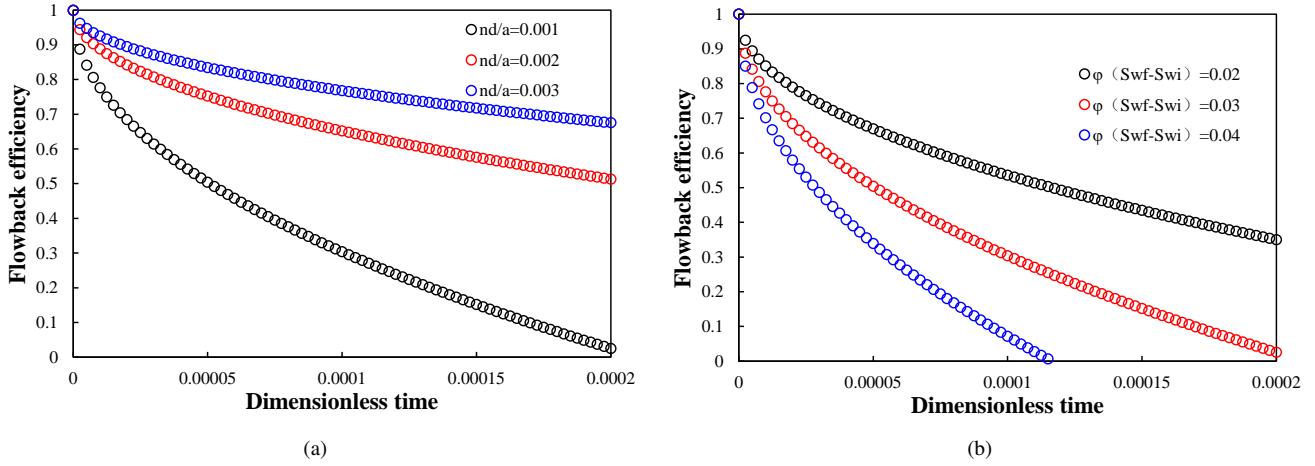 Flowback efficiency
1
0.9
0.8
0.7
0.6
0.5
0.4
0.3
0.2
0.1
0
nd/a=0.001
nd/a=0.002
nd/a=0.003
0
0.00005
0.0001
0.00015
0.0002
Dimensionless time
(a)
Flowback efficiency
1
0.9
0.8
0.7
0.6
0.5
0.4
0.3
0.2
0.1
0
φ（Swf-Swi）=0.02
φ（Swf-Swi）=0.03
φ（Swf-Swi）=0.04
0
0.00005
0.0001
0.00015
0.0002
Dimensionless time
(b)